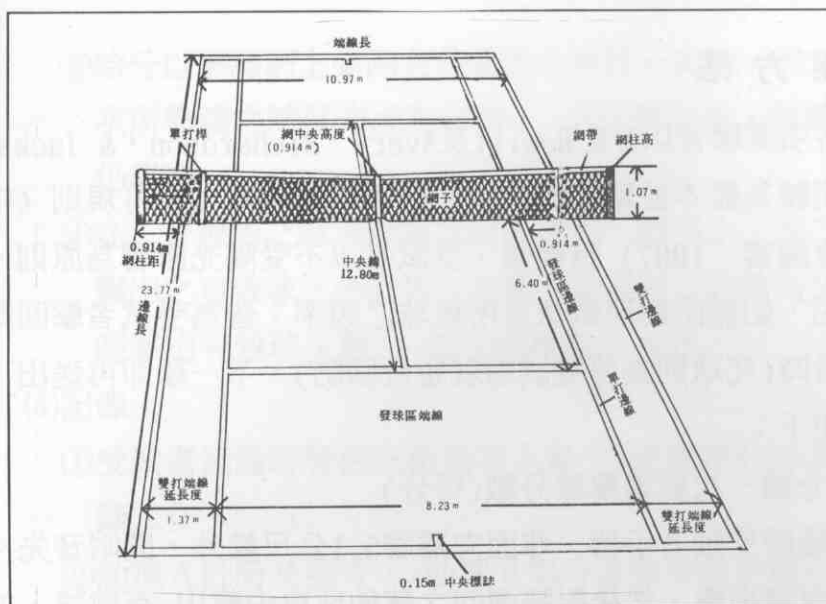 端線長
10.97m
單打桿
網中央高度
(0.914m)
網帶
網柱高
網子
1.07m
0.914m
網柱距
0.914m
23.77m
邊線長
中央線
12.80m
6.40m
發球區邊線
雙打邊線
單打邊線
發球區端線
雙打端線
延長度
1.37m
8.23m
雙打端線
延長度
0.15m 中央標誌